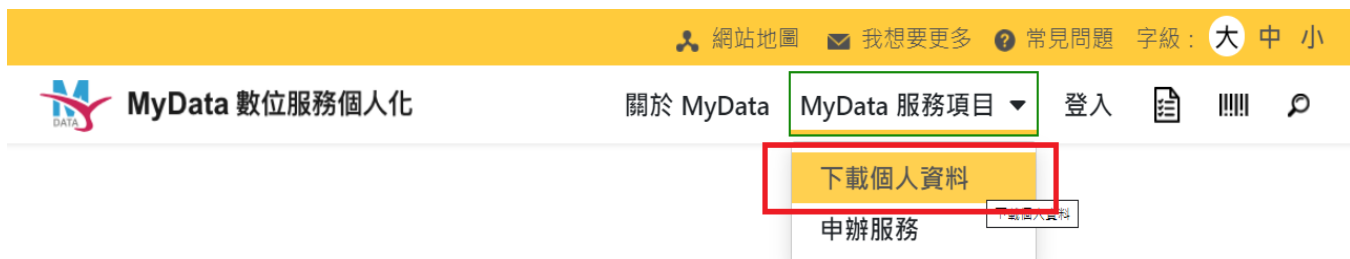 網站地圖 我想要更多 常見問題 字級： 大 中 小
MyData 數位服務個人化 關於 MyData MyData 服務項目 登入
DATA
下載個人資料
下載個人資料
申辦服務